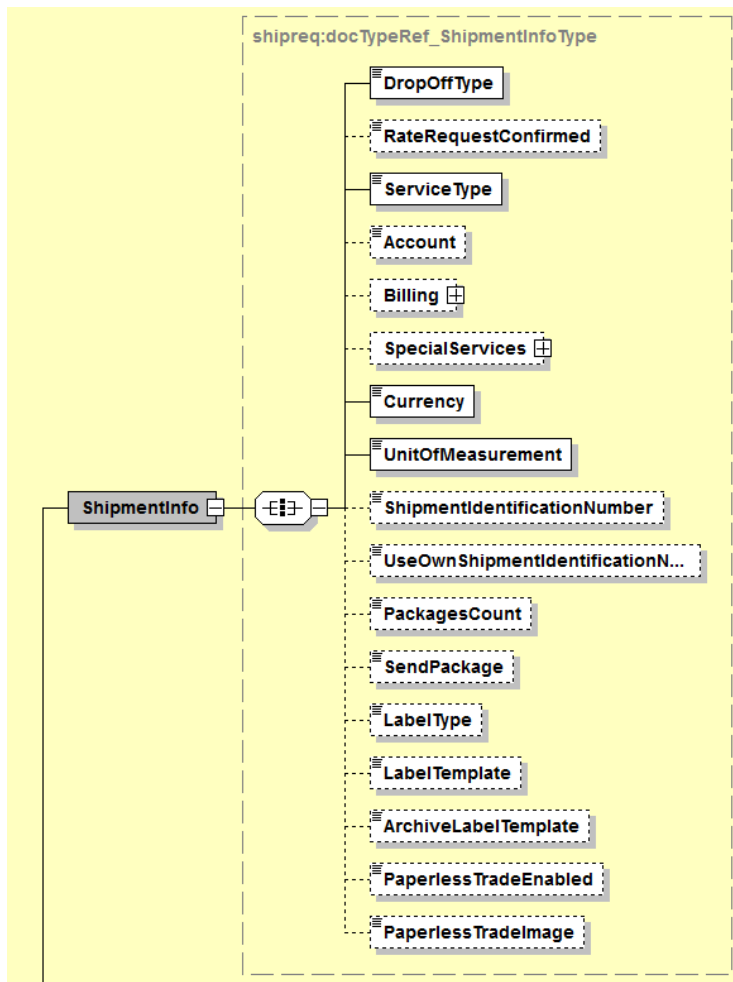 shipreq:docTypeRef_ShipmentInfoType
DropOffType
RateRequestConfirmed
ServiceType
Account
Billing
SpecialServices
Currency
UnitOfMeasurement
ShipmentInfo
ShipmentIdentificationNumber
UseOwnShipmentIdentificationN...
PackagesCount
SendPackage
LabelType
LabelTemplate
ArchiveLabelTemplate
PaperlessTradeEnabled
PaperlessTradeImage